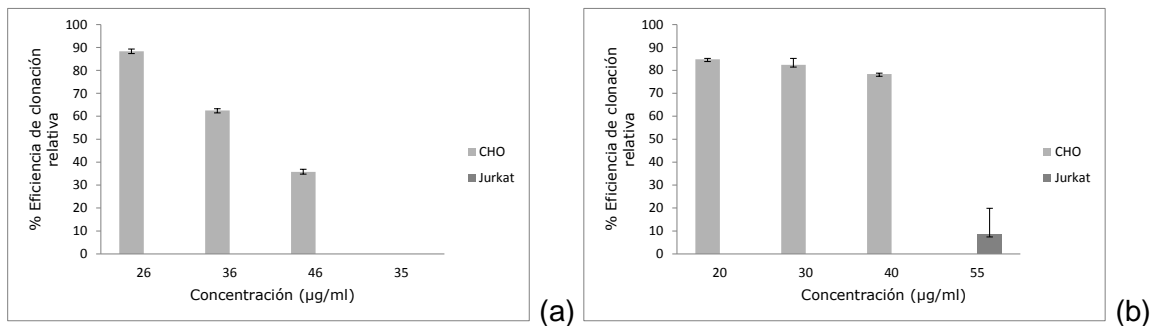 100
90
80
70
60
50
40
30
20
10
0
% Eficiencia de clonación
relativa
26 36 46 35
Concentración (µg/ml)
CHO
Jurkat
(a)
100
90
80
70
60
50
40
30
20
10
0
% Eficiencia de clonación
relativa
20 30 40 55
Concentración (µg/ml)
CHO
Jurkat
(b)